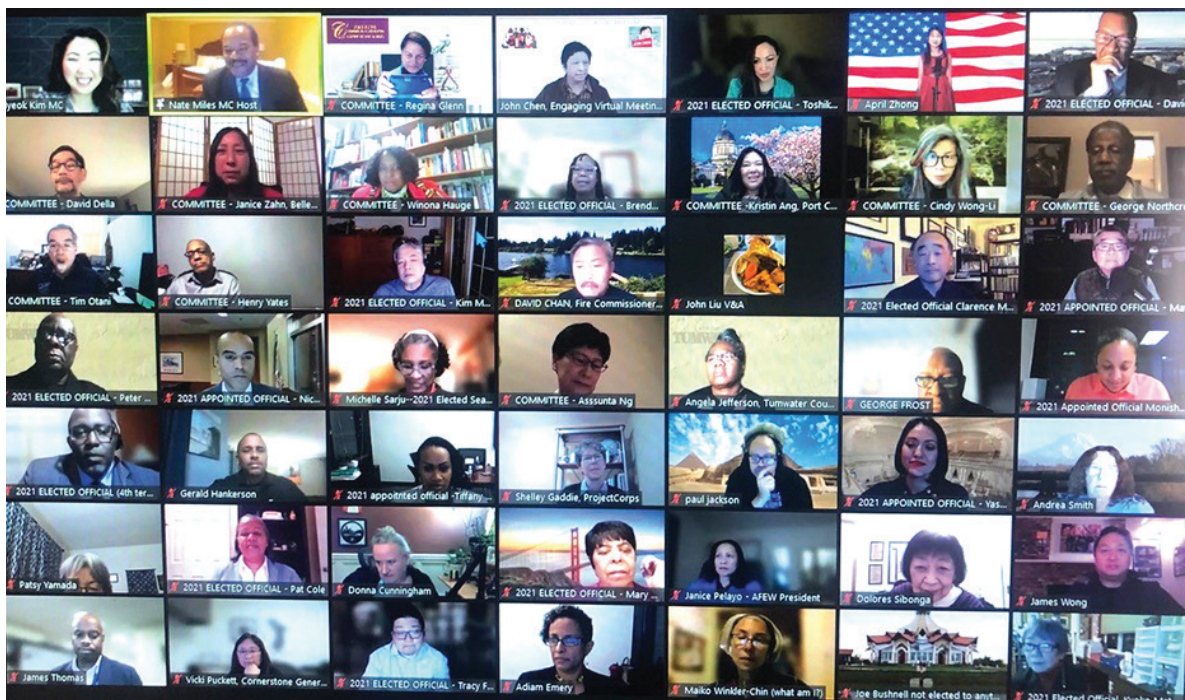 yeok Kim MC
Nate Miles MC Host
COMMITTEE - Regina Glenn
John Chen, Engaging Virtual Meetin...
2021 ELECTED OFFICIAL - Toshik...
April Zhong
2021 ELECTED OFFICIAL - Davi
COMMITTEE - David Della
COMMITTEE - Janice Zahn, Belle...
COMMITTEE - Winona Hauge
2021 ELECTED OFFICIAL - Brend...
COMMITTEE -Kristin Ang, Port C...
COMMITTEE - Cindy Wong-Li
COMMITTEE - George Northcr
COMMITTEE - Tim Otani
COMMITTEE - Henry Yates
2021 ELECTED OFFICIAL - Kim M...
DAVID CHAN, Fire Commissioner...
John Liu V&A
2021 Elected Official Clarence M...
2021 APPOINTED OFFICIAL - Ma
2021 ELECTED OFFICIAL - Peter ...
2021 APPOINTED OFFICIAL - Nic...
Michelle Sarju--2021 Elected Sea...
COMMITTEE - Asssunta Ng
TUMW
Angela Jefferson, Tumwater Cou...
GEORGE FROST
2021 Appointed Official Monish
2021 ELECTED OFFICIAL (4th ter...
Gerald Hankerson
2021 appointed official -Tiffany
Shelley Gaddie, ProjectCorps
paul jackson
2021 APPOINTED OFFICIAL - Yas...
Andrea Smith
Patsy Yamada
2021 ELECTED OFFICIAL - Pat Cole
Donna Cunningham
2021 ELECTED OFFICIAL - Mary ...
Janice Pelayo - AFEW President
Dolores Sibonga
James Wong
James Thomas
Vicki Puckett, Cornerstone Gener...
2021 ELECTED OFFICIAL - Tracy F...
Adiam Emery
Maiko Winkler-Chin (what am I?)
Joe Bushnell not elected to any...
2021 Elected Official